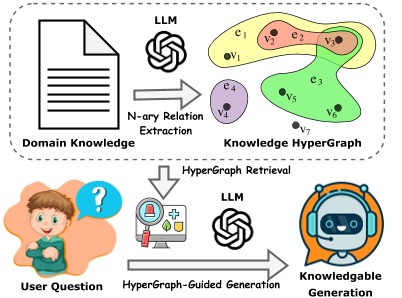 LLM
e1
v1
v2
e2
v3
e3
e4
v4
v5
v6
v7
N-ary Relation
Extraction
Domain Knowledge
Knowledge HyperGraph
HyperGraph Retrieval
LLM
?
User Question
HyperGraph-Guided Generation
Knowledgable
Generation